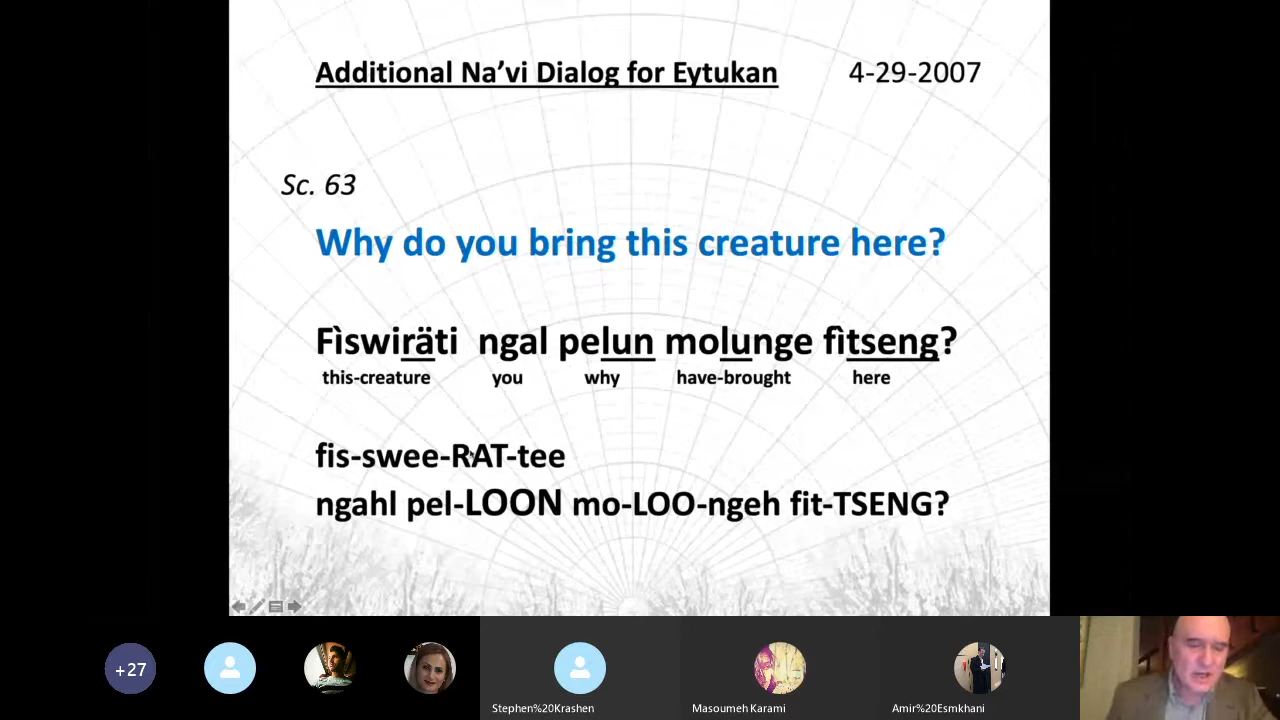 Additional Na’vi Dialog for Eytukan 4-29-2007
Sc. 63
Why do you bring this creature here?
Fìswiräti ngal pelun molunge fìtseng?
this-creature you why have-brought here
fis-swee-RAT-tee
ngahl pel-LOON mo-LOO-ngeh fit-TSENG?
+27
Stephen%20Krashen Masoumeh Karami Amir%20Esmkhani